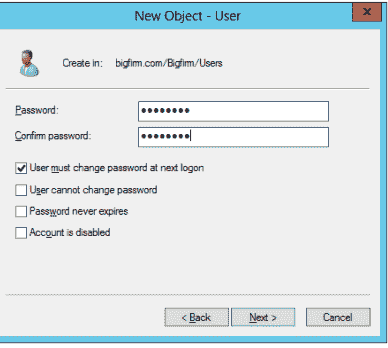 New Object - User
x
Create in: bigfirm.com/Bigfirm/Users
Password: ●●●●●●●●
Confirm password: ●●●●●●●●
User must change password at next logon
User cannot change password
Password never expires
Account is disabled
< Back Next > Cancel